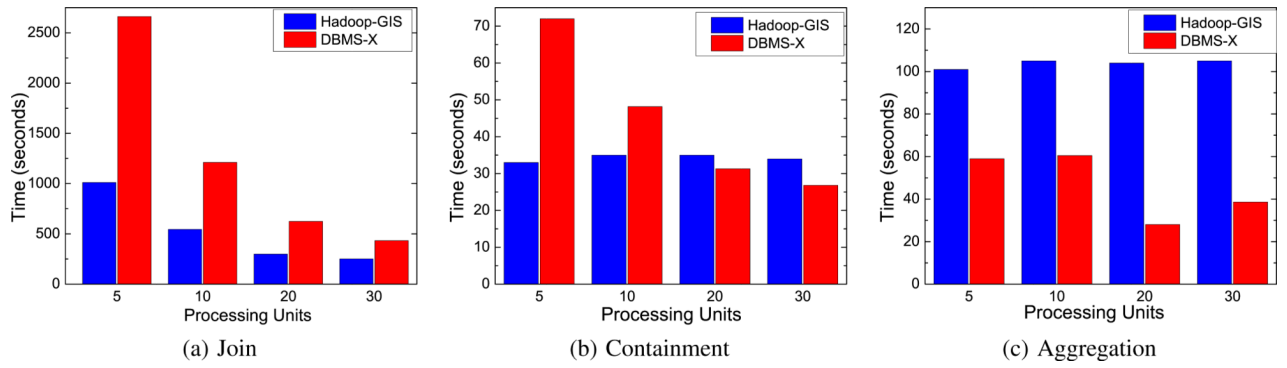 2500
2000
1500
1000
500
0
Time (seconds)
Hadoop-GIS
DBMS-X
5 10 20 30
Processing Units
(a) Join
70
60
50
40
30
20
10
0
Time (seconds)
Hadoop-GIS
DBMS-X
5 10 20 30
Processing Units
(b) Containment
120
100
80
60
40
20
0
Time (seconds)
Hadoop-GIS
DBMS-X
5 10 20 30
Processing Units
(c) Aggregation